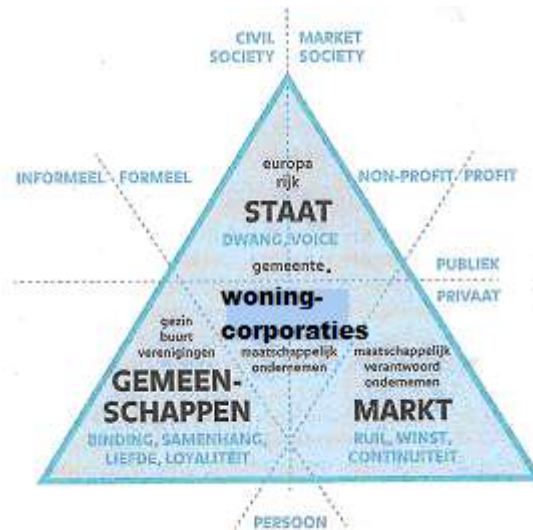 CIVIL SOCIETY
MARKET SOCIETY
INFORMEEL
FORMEEL
NON-PROFIT
PROFIT
europa
rijk
STAAT
DWANG, VOICE
gemeente.
PUBLIEK
PRIVAAT
woning-
corporaties
maatschappelijk
ondernemen
gezin
buurt
verenigingen
GEMEEN-
SCHAPPEN
BINDING, SAMENHANG,
LIEFDE, LOYALITEIT
maatschappelijk
verantwoord
ondernemen
MARKT
RUIL, WINST,
CONTINUITEIT
PERSOON